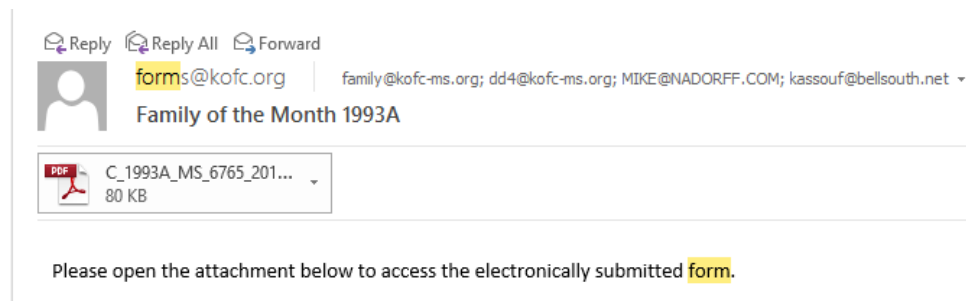 Reply Reply All Forward
forms@kofc.org family@kofc-ms.org; dd4@kofc-ms.org; MIKE@NADORFF.COM; kassouf@bellsouth.net
Family of the Month 1993A
PDF C_1993A_MS_6765_201...
80 KB
Please open the attachment below to access the electronically submitted form.